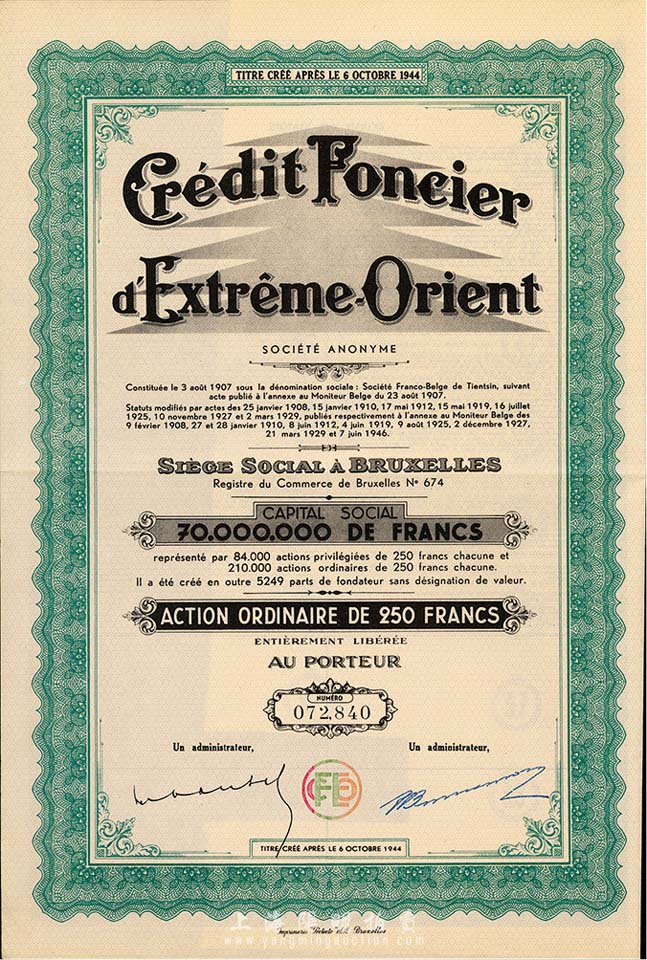 TITRE CRÉÉ APRÈS LE 6 OCTOBRE 1944
Crédit Foncier
d'Extrême-Orient
SOCIÉTÉ ANONYME
Constituée le 3 août 1907 sous la dénomination sociale : Société Franco-Belge de Tientsin, suivant
acte publié à l'annexe au Moniteur Belge du 23 août 1907.
Statuts modifiés par actes des 25 janvier 1908, 15 janvier 1910, 17 mai 1912, 15 mai 1919, 16 juillet
1925, 10 novembre 1927 et 2 mars 1929, publiés respectivement à l'annexe au Moniteur Belge des
9 février 1908, 27 et 28 janvier 1910, 8 juin 1912, 4 juin 1919, 9 août 1925, 2 décembre 1927,
21 mars 1929 et 7 juin 1946.
SIÈGE SOCIAL À BRUXELLES
Registre du Commerce de Bruxelles No 674
CAPITAL SOCIAL
70.000.000 DE FRANCS
représenté par 84.000 actions privilégiées de 250 francs chacune et
210.000 actions ordinaires de 250 francs chacune.
Il a été créé en outre 5249 parts de fondateur sans désignation de valeur.
ACTION ORDINAIRE DE 250 FRANCS
ENTIÈREMENT LIBÉRÉE
AU PORTEUR
NUMÉRO
072,840
Un administrateur,
Un administrateur,
TITRE CRÉÉ APRÈS LE 6 OCTOBRE 1944
www.yangmingauction.com
Imprimerie Bruxelles